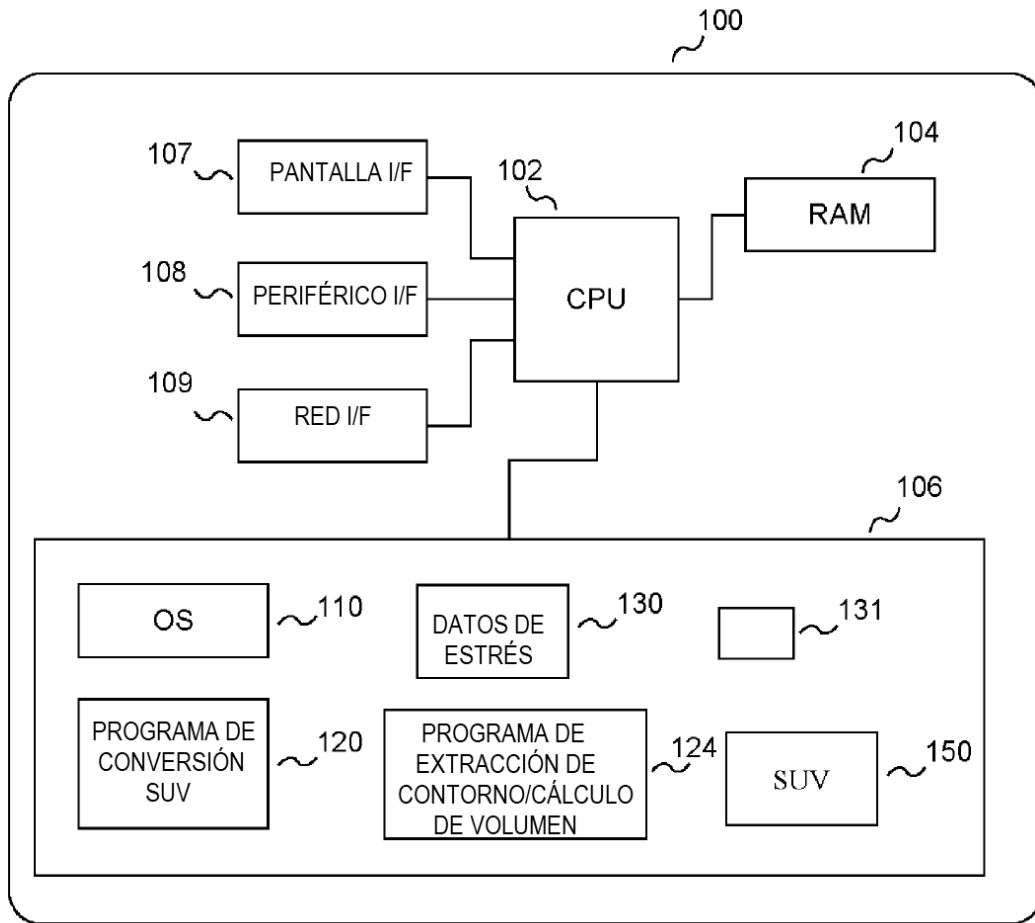 100
107
PANTALLA I/F
102
104
RAM
108
PERIFÉRICO I/F
CPU
109
RED I/F
106
OS
110
DATOS DE
ESTRÉS
130
131
PROGRAMA DE
CONVERSIÓN
SUV
120
PROGRAMA DE
EXTRACCIÓN DE
CONTORNO/CÁLCULO
DE VOLUMEN
124
SUV
150